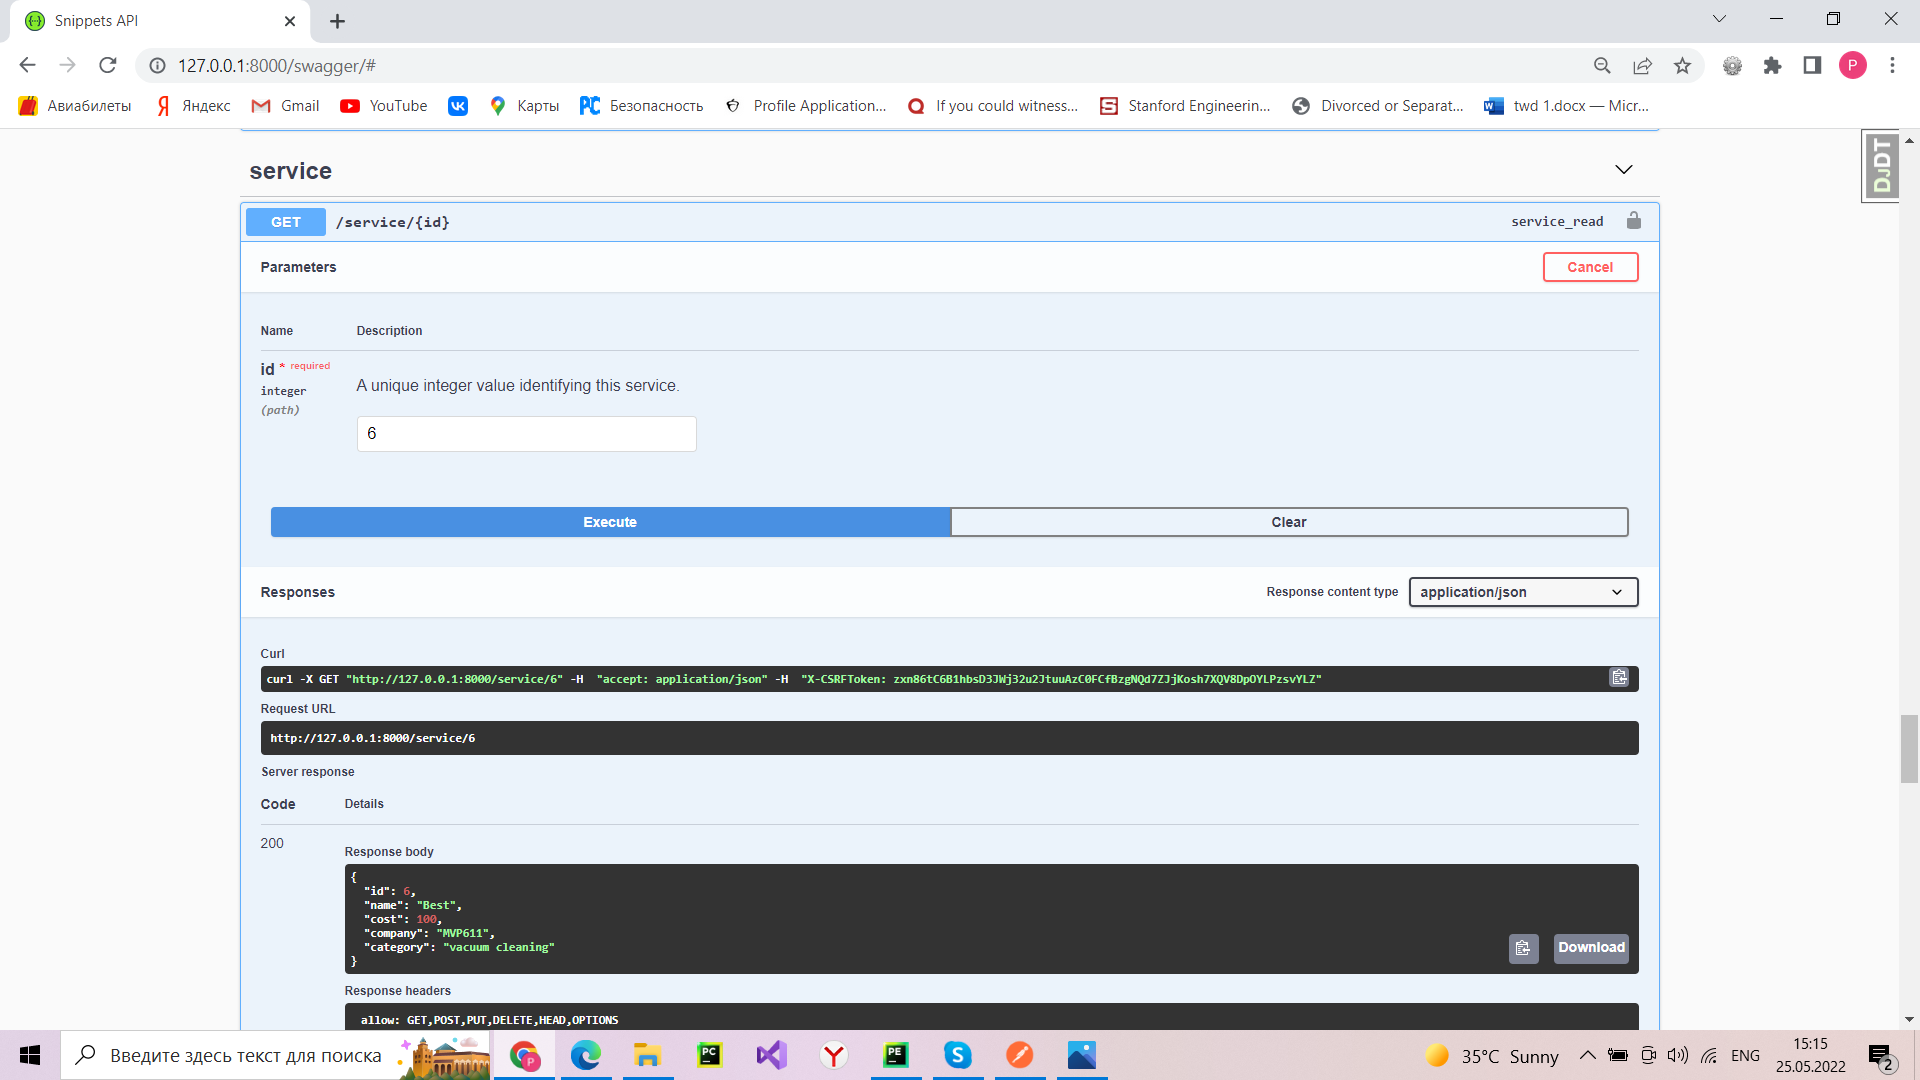 Snippets API
127.0.0.1:8000/swagger/#
P
Авиабилеты Яндекс Gmail YouTube Карты Безопасность Profile Application... If you could witness... Stanford Engineerin... Divorced or Separat... twd 1.docx — Micr...
DJDT
service
GET /service/{id} service_read
Parameters Cancel
Name Description
id * required
integer
(path)
A unique integer value identifying this service.
6
Execute Clear
Responses Response content type application/json
Curl
curl -X GET "http://127.0.0.1:8000/service/6" -H  "accept: application/json" -H  "X-CSRFToken: zxn86tC6B1hbsD3JWj32u2JtuuAzC0FCfBzgNQd7ZJjKosh7XQV8DpOYLPzsvYLZ"
Request URL
http://127.0.0.1:8000/service/6
Server response
Code Details
200
Response body
{
"id": 6,
"name": "Best",
"cost": 100,
"company": "MVP611",
"category": "vacuum cleaning"
}
Download
Response headers
allow: GET,POST,PUT,DELETE,HEAD,OPTIONS
Введите здесь текст для поиска
35°C Sunny ENG 15:15
25.05.2022
2